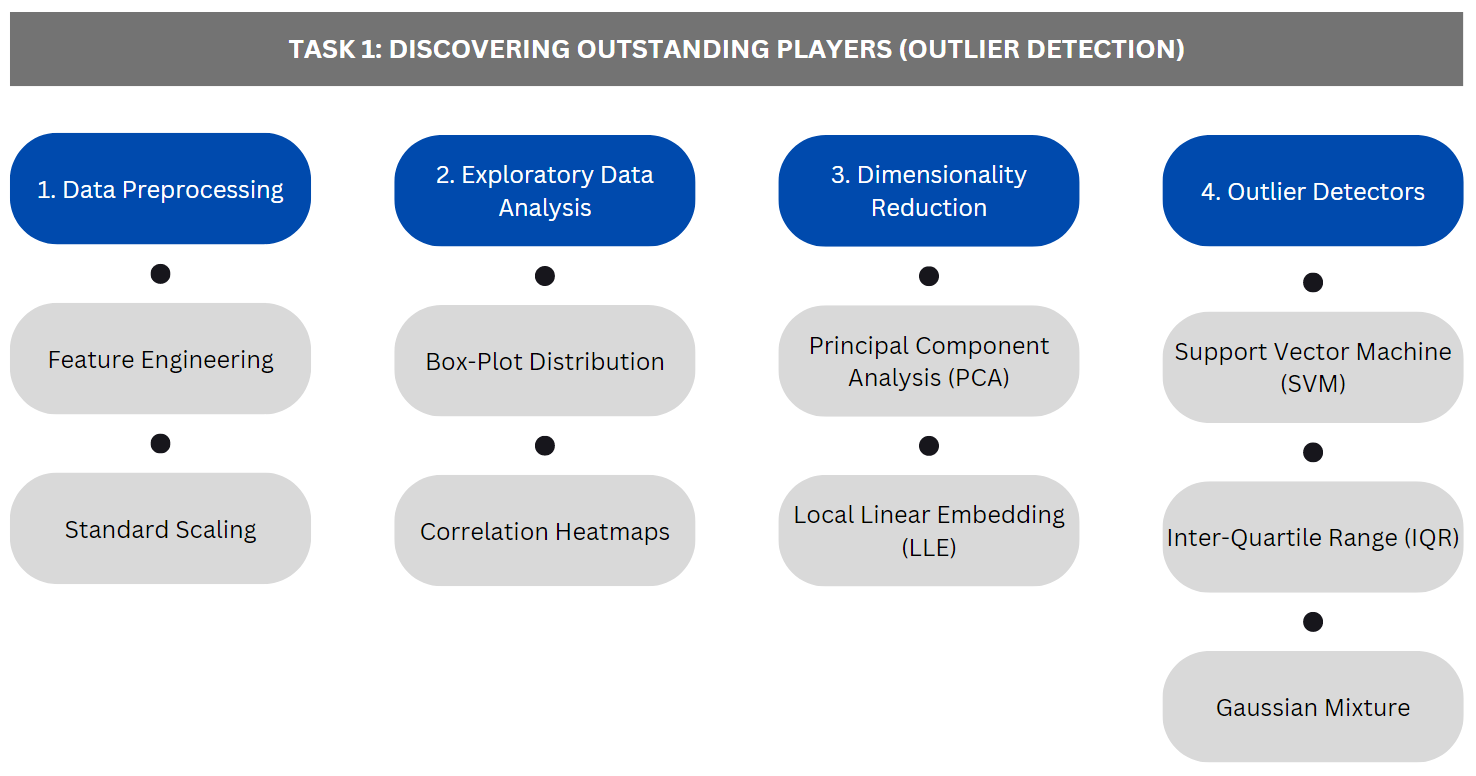 TASK 1: DISCOVERING OUTSTANDING PLAYERS (OUTLIER DETECTION)
1. Data Preprocessing
Feature Engineering
Standard Scaling
2. Exploratory Data
Analysis
Box-Plot Distribution
Correlation Heatmaps
3. Dimensionality
Reduction
Principal Component
Analysis (PCA)
Local Linear Embedding
(LLE)
4. Outlier Detectors
Support Vector Machine
(SVM)
Inter-Quartile Range (IQR)
Gaussian Mixture